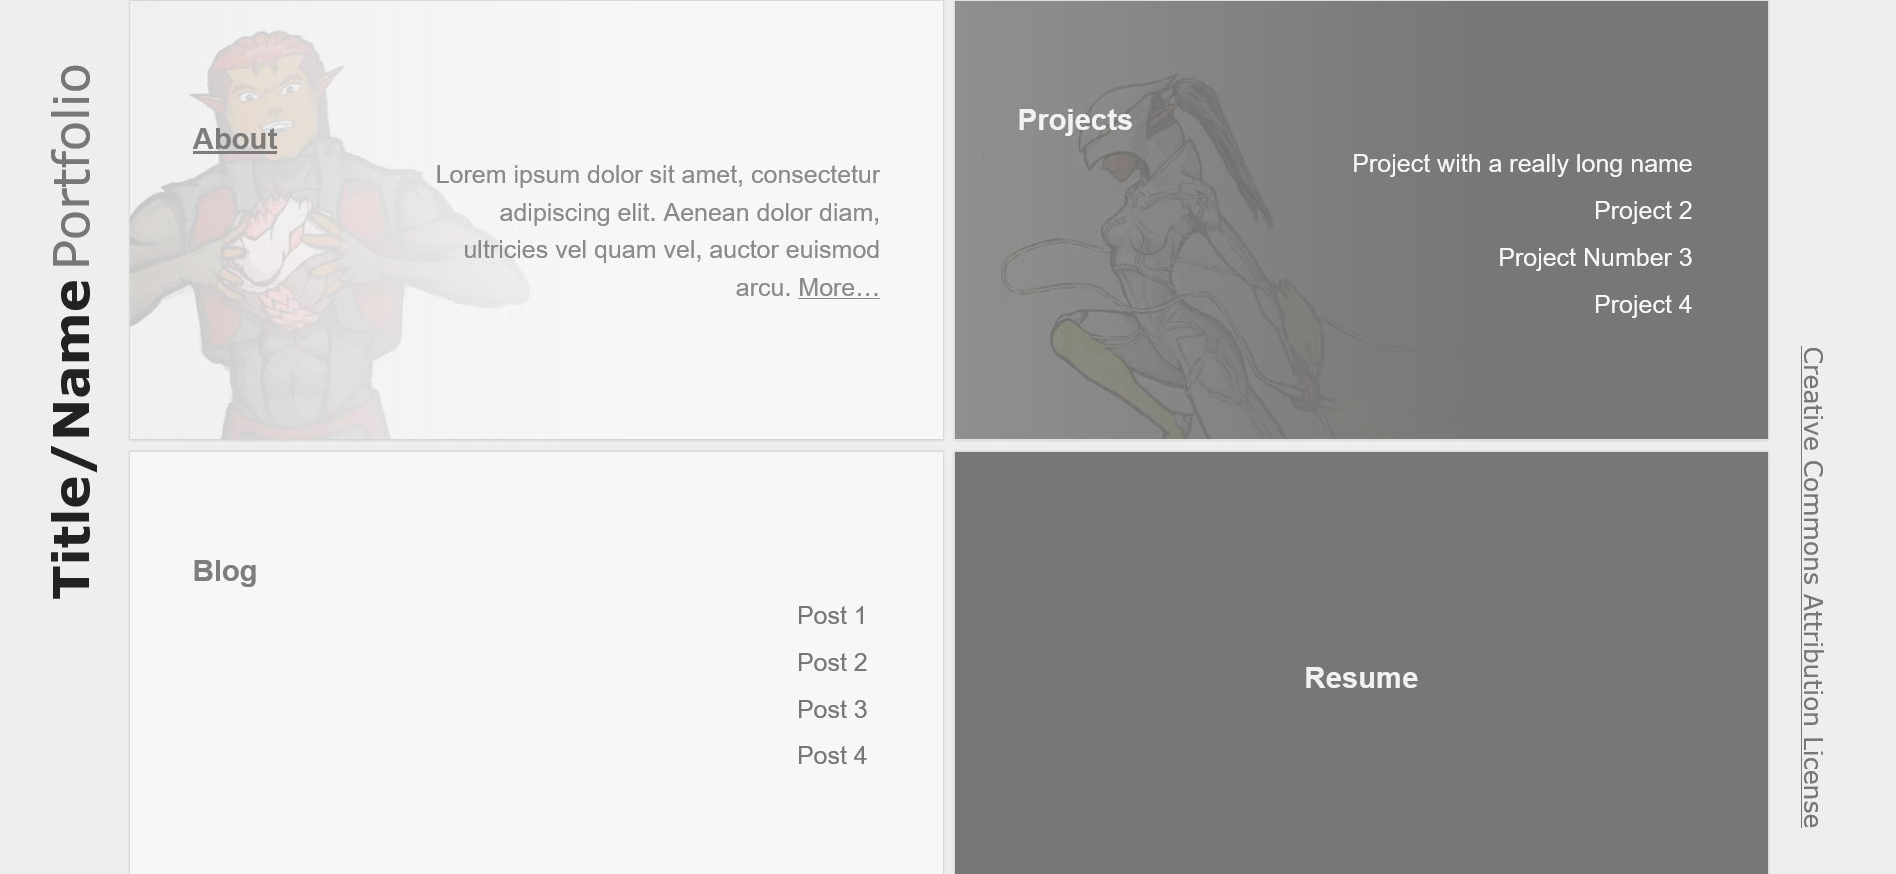 Title/Name Portfolio
About
Lorem ipsum dolor sit amet, consectetur
adipiscing elit. Aenean dolor diam,
ultricies vel quam vel, auctor euismod
arcu. More…
Projects
Project with a really long name
Project 2
Project Number 3
Project 4
Blog
Post 1
Post 2
Post 3
Post 4
Resume
Creative Commons Attribution License